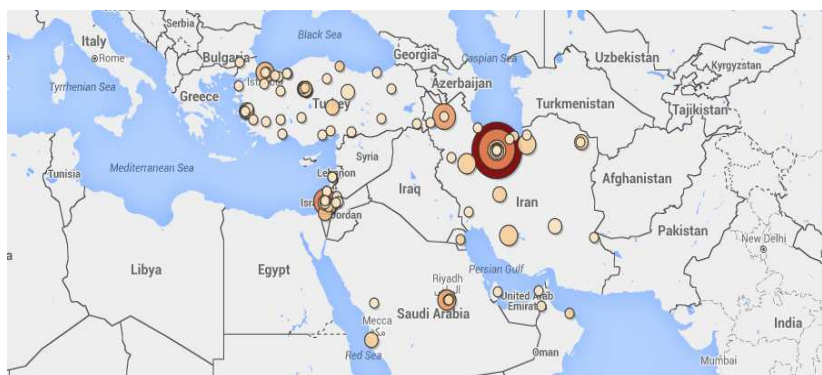 Serbia
Black Sea
Italy
Rome
Bulgaria
Georgia
Caspian Sea
Uzbekistan
Kyrgyzstan
Tyrrhenian Sea
Azerbaijan
Greece
Turkey
Turkmenistan
Tajikistan
Tunisia
Mediterranean Sea
Syria
Lebanon
Iraq
Iran
Afghanistan
Jordan
Pakistan
New Delhi
Libya
Egypt
Persian Gulf
Riyadh
United Arab
Emirates
Saudi Arabia
Mecca
Red Sea
Oman
India
Mumbai